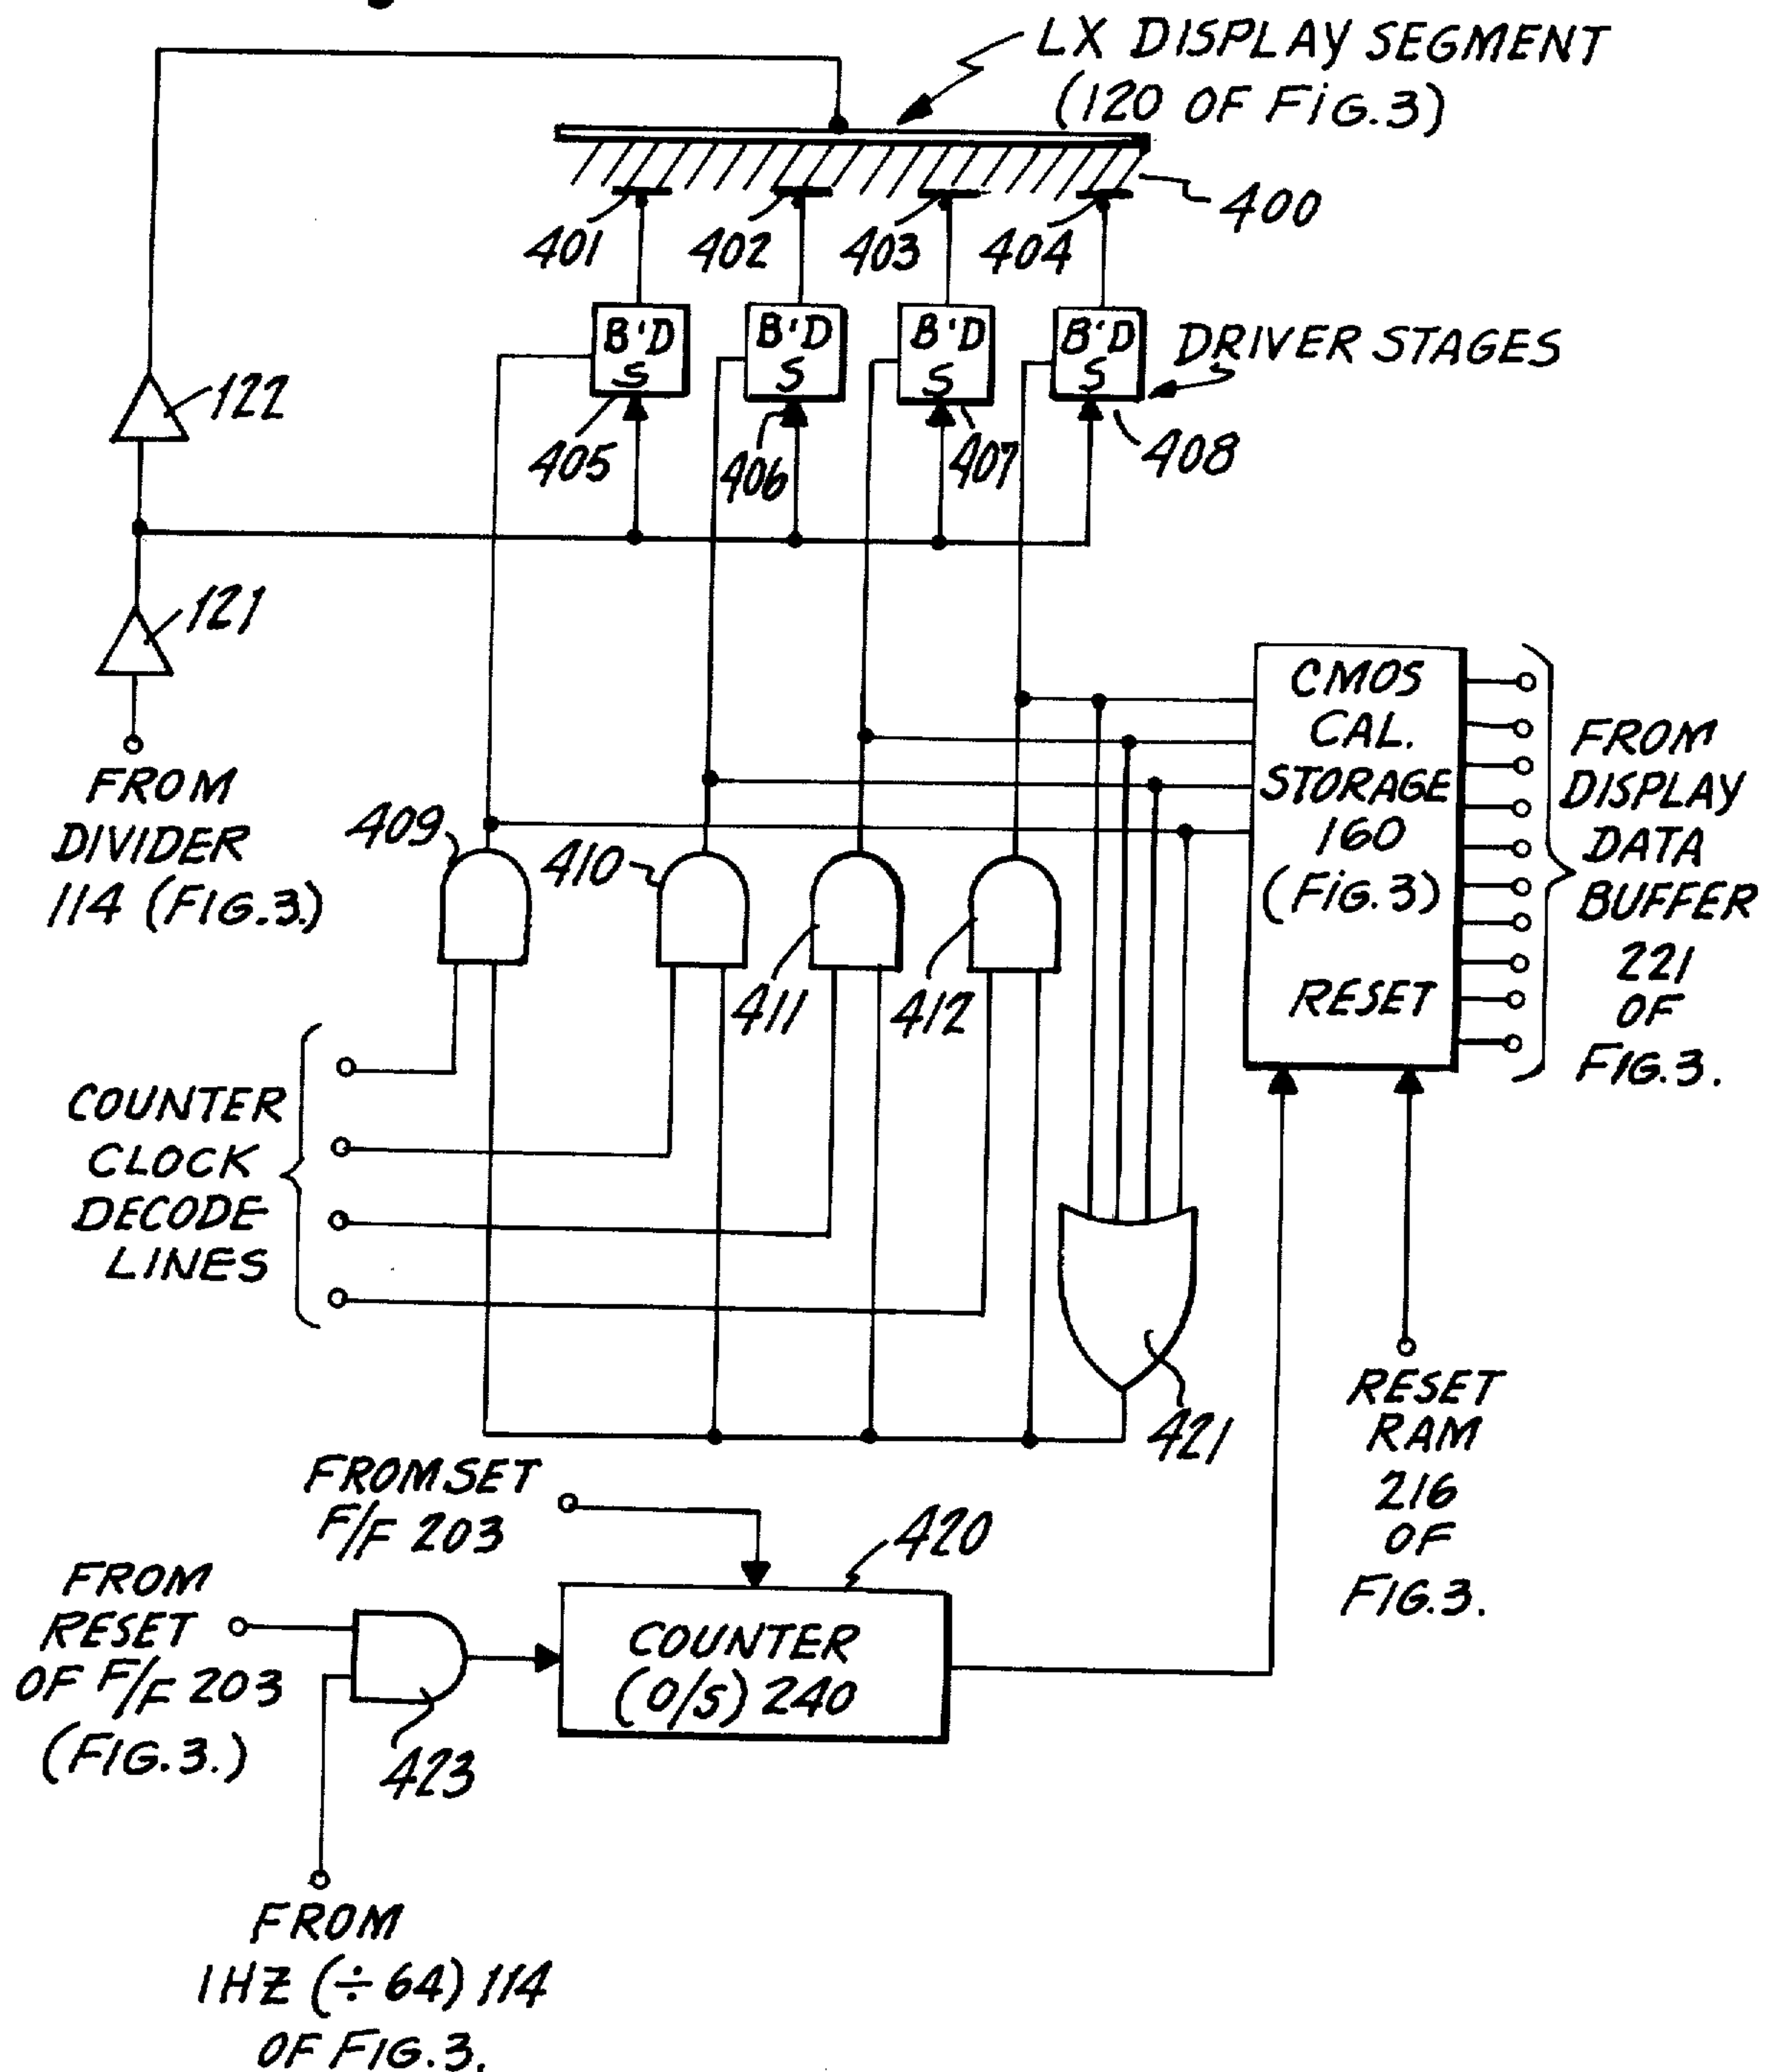 LX DISPLAY SEGMENT
(120 OF FIG.3)
400
401
402
403
404
B'D
S
B'D
S
B'D
S
B'D
S
DRIVER STAGES
122
405
406
407
408
121
FROM
DIVIDER
114 (FIG.3.)
CMOS
CAL.
STORAGE
160
(FIG.3)
RESET
FROM
DISPLAY
DATA
BUFFER
221
OF
FIG.3.
409
410
411
412
COUNTER
CLOCK
DECODE
LINES
421
RESET
RAM
216
OF
FIG.3.
FROM SET
F/F 203
420
FROM
RESET
OF F/F 203
(FIG.3.)
423
COUNTER
(O/S) 240
FROM
1HZ (÷64) 114
OF FIG.3.